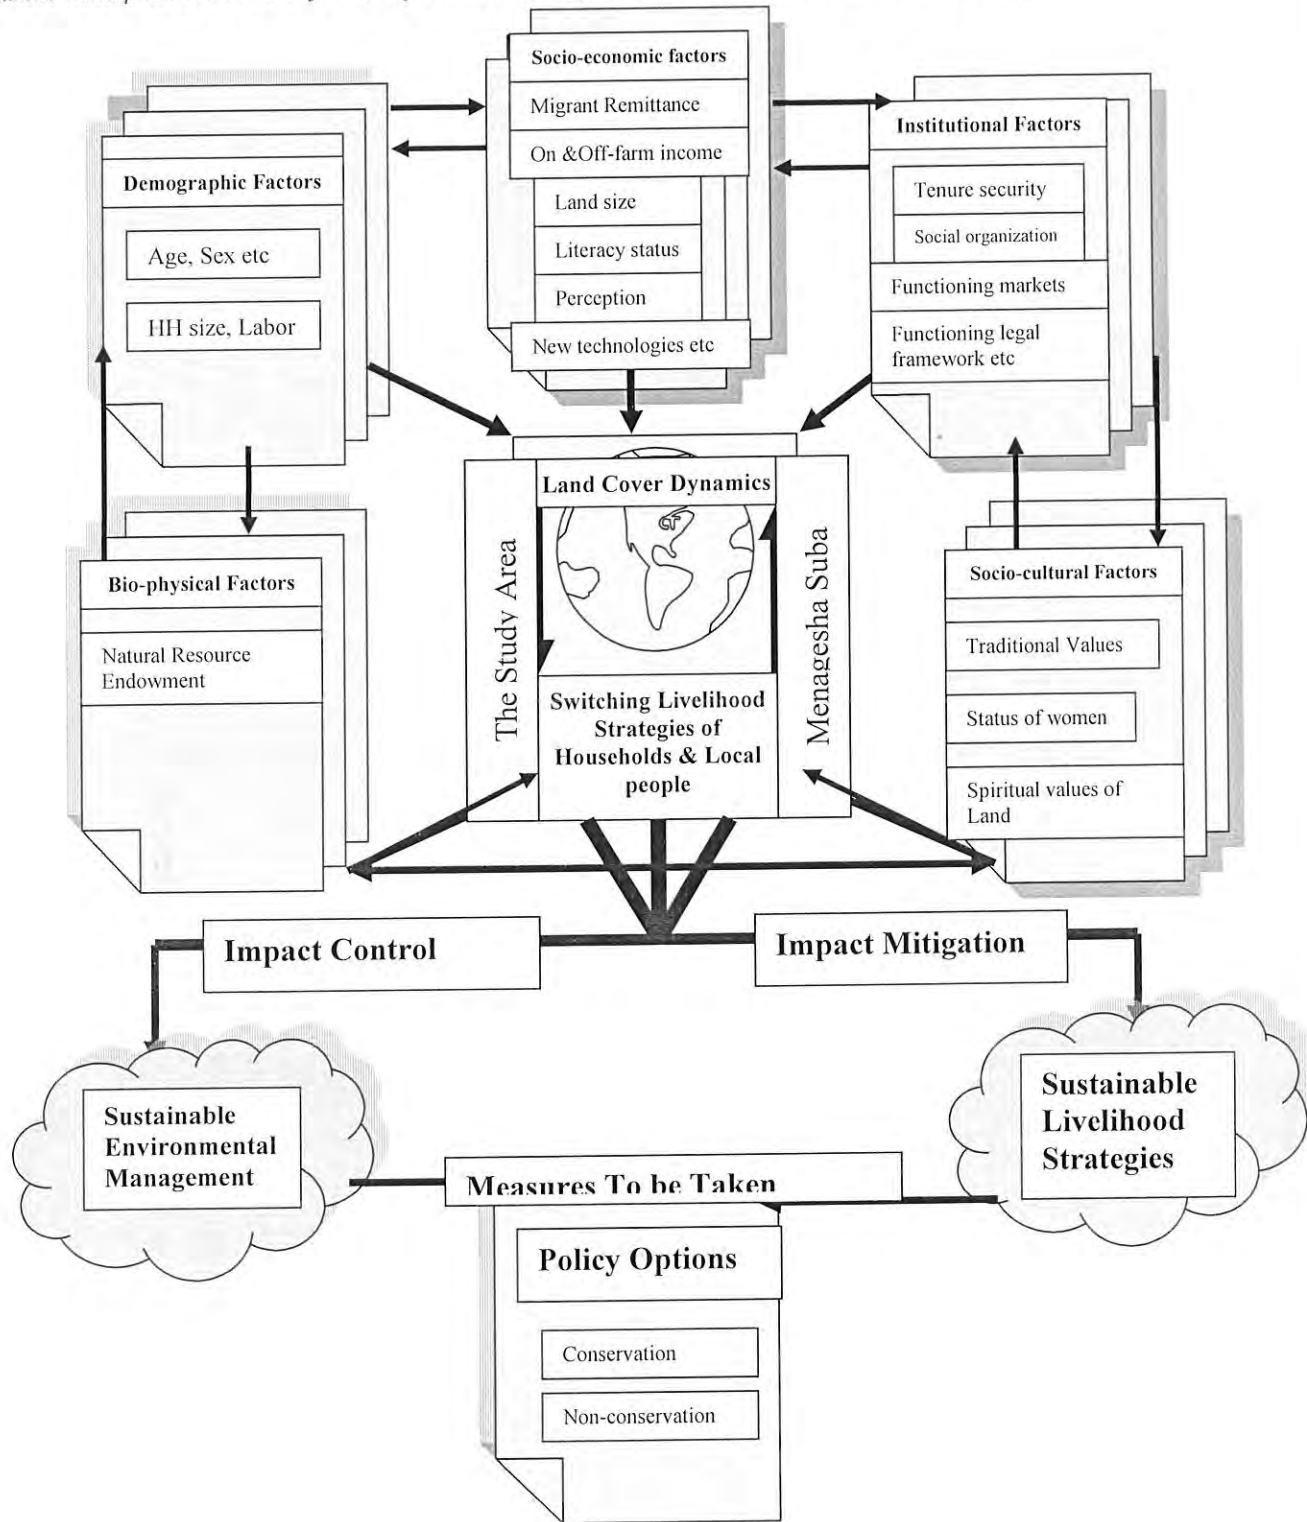 Socio-economic factors
Migrant Remittance
On &Off-farm income
Land size
Literacy status
Perception
New technologies etc
Demographic Factors
Age, Sex etc
HH size, Labor
Institutional Factors
Tenure security
Social organization
Functioning markets
Functioning legal
framework etc
Bio-physical Factors
Natural Resource
Endowment
The Study Area
Land Cover Dynamics
Switching Livelihood
Strategies of
Households & Local
people
Menagesha Suba
Socio-cultural Factors
Traditional Values
Status of women
Spiritual values of
Land
Impact Control
Impact Mitigation
Sustainable
Environmental
Management
Sustainable
Livelihood
Strategies
Measures To be Taken
Policy Options
Conservation
Non-conservation